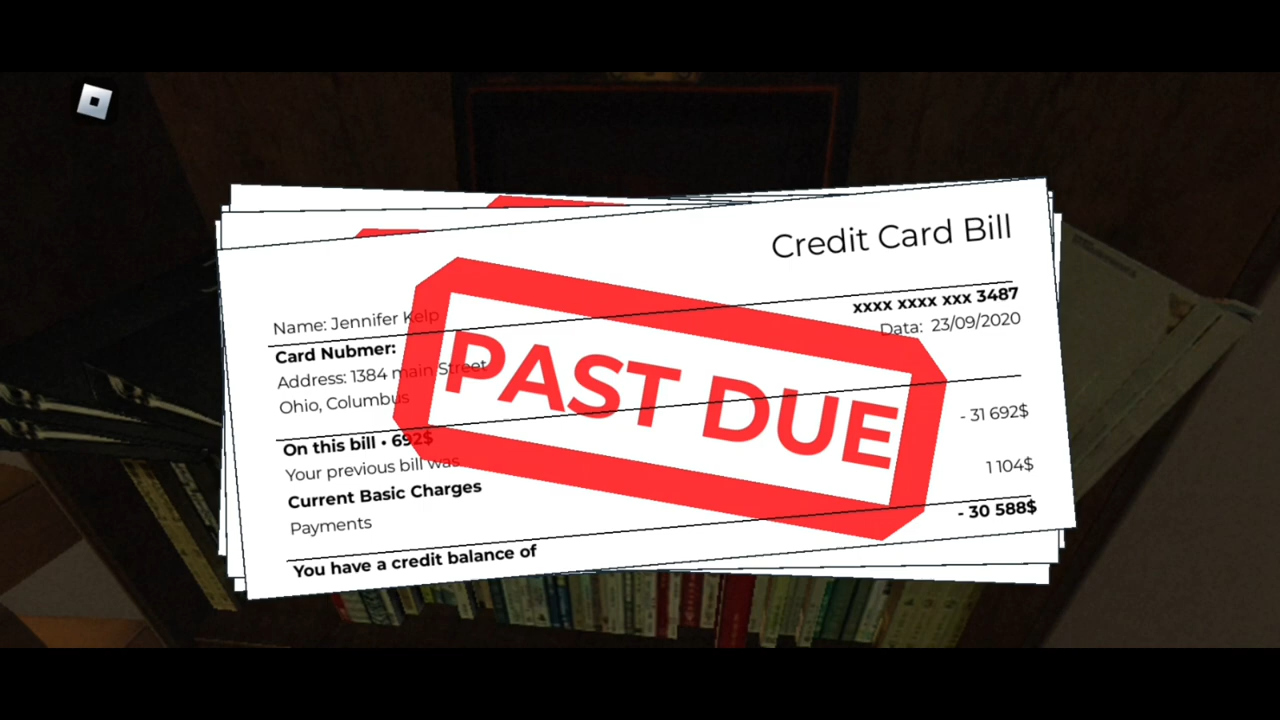 Credit Card Bill
xxxx xxxx xxx 3487
Name: Jennifer Kelp
Data: 23/09/2020
Card Nubmer:
Address: 1384 main Street
Ohio, Columbus
PAST DUE
- 31 692$
On this bill • 692$
Your previous bill was
1 104$
Current Basic Charges
Payments
- 30 588$
You have a credit balance of